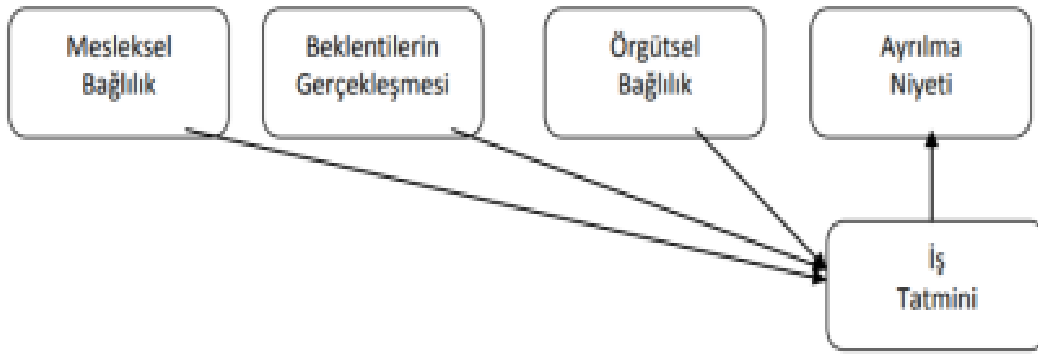 Mesleksel
Bağlılık
Beklentilerin
Gerçekleşmesi
Örgütsel
Bağlılık
Ayrılma
Niyeti
İş
Tatmini